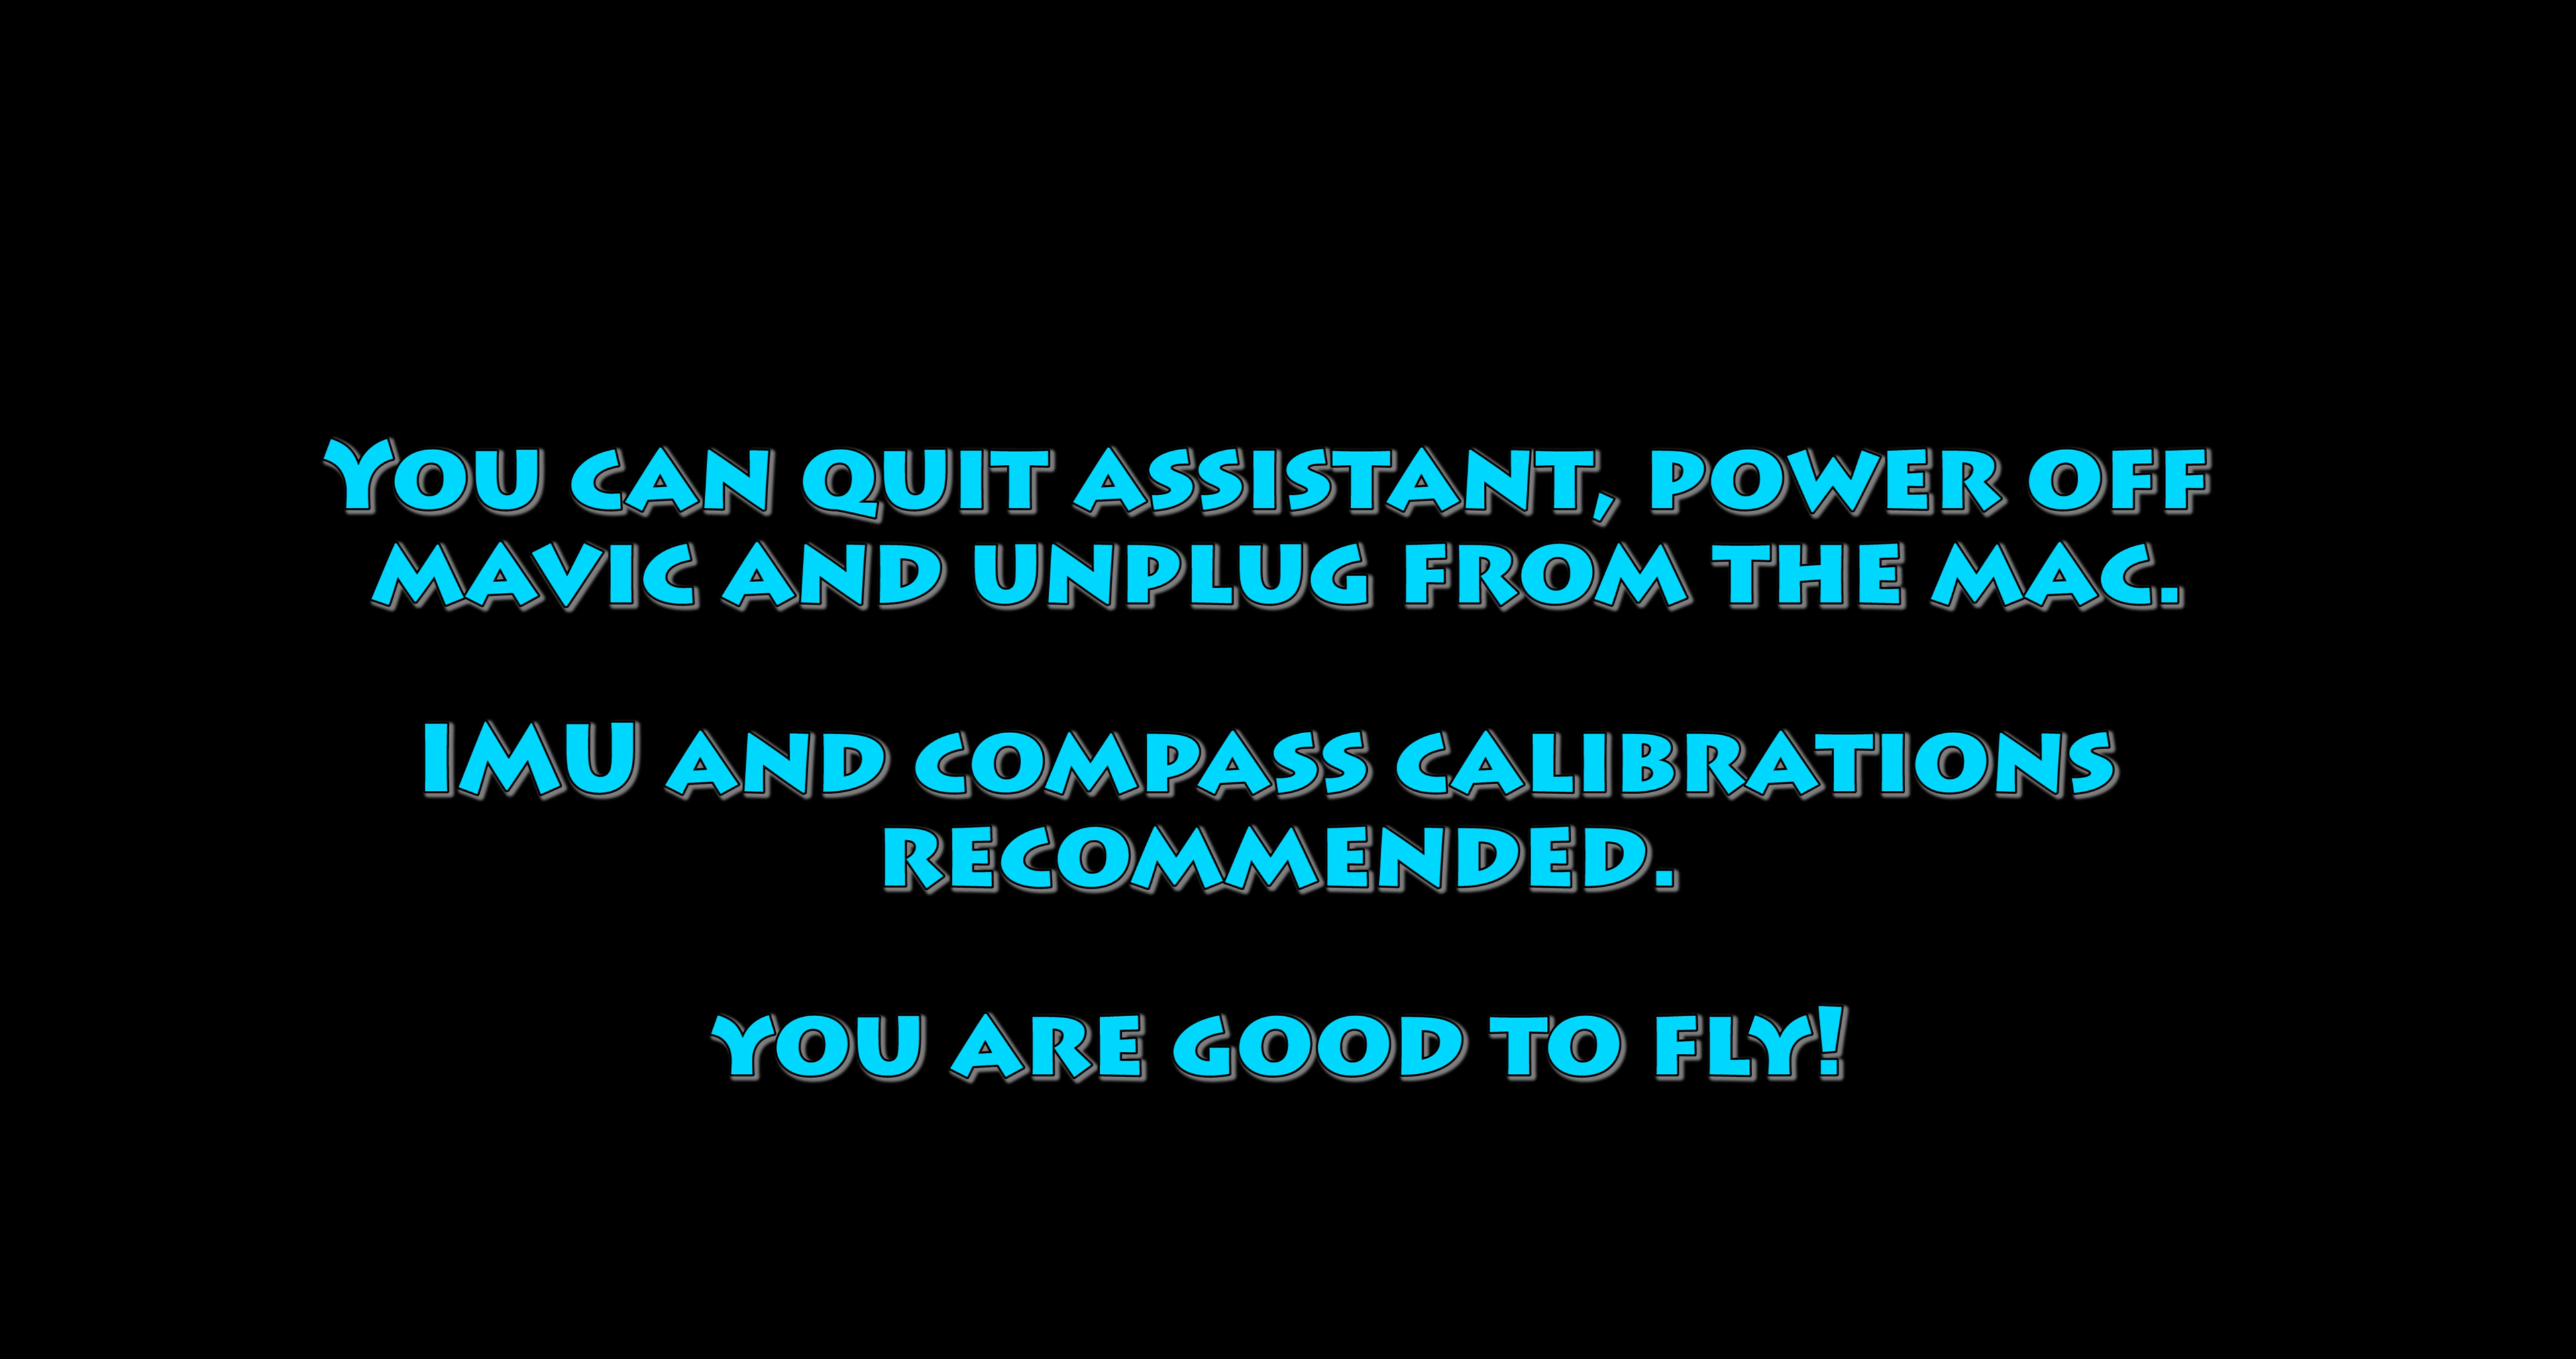 You can quit assistant, power off
mavic and unplug from the mac.
IMU and compass calibrations
recommended.
you are good to fly!